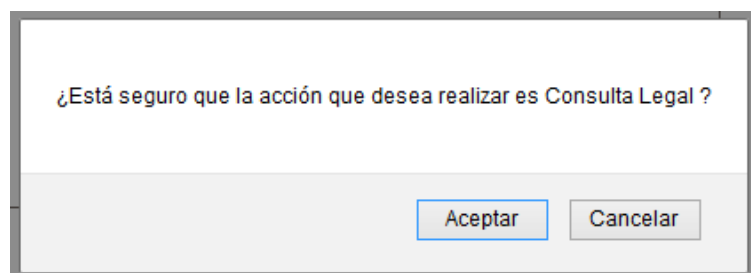 ¿Está seguro que la acción que desea realizar es Consulta Legal ?
Aceptar Cancelar